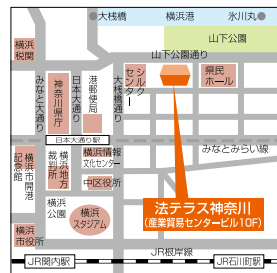 大桟橋
横浜港
氷川丸
山下公園
山下公園通り
横浜
税関
みなと大通り
神奈川県庁
日本大通り
港郵便局
大桟橋通り
シルク
センター
県民
ホール
日本大通り駅
みなとみらい線
横浜市開港
記念館
横浜地方
裁判所
横浜情報
文化センター
中区役所
法テラス神奈川
(産業貿易センタービル10F)
横浜
公園
横浜
スタジアム
横浜
市役所
JR根岸線
JR関内駅
JR石川町駅